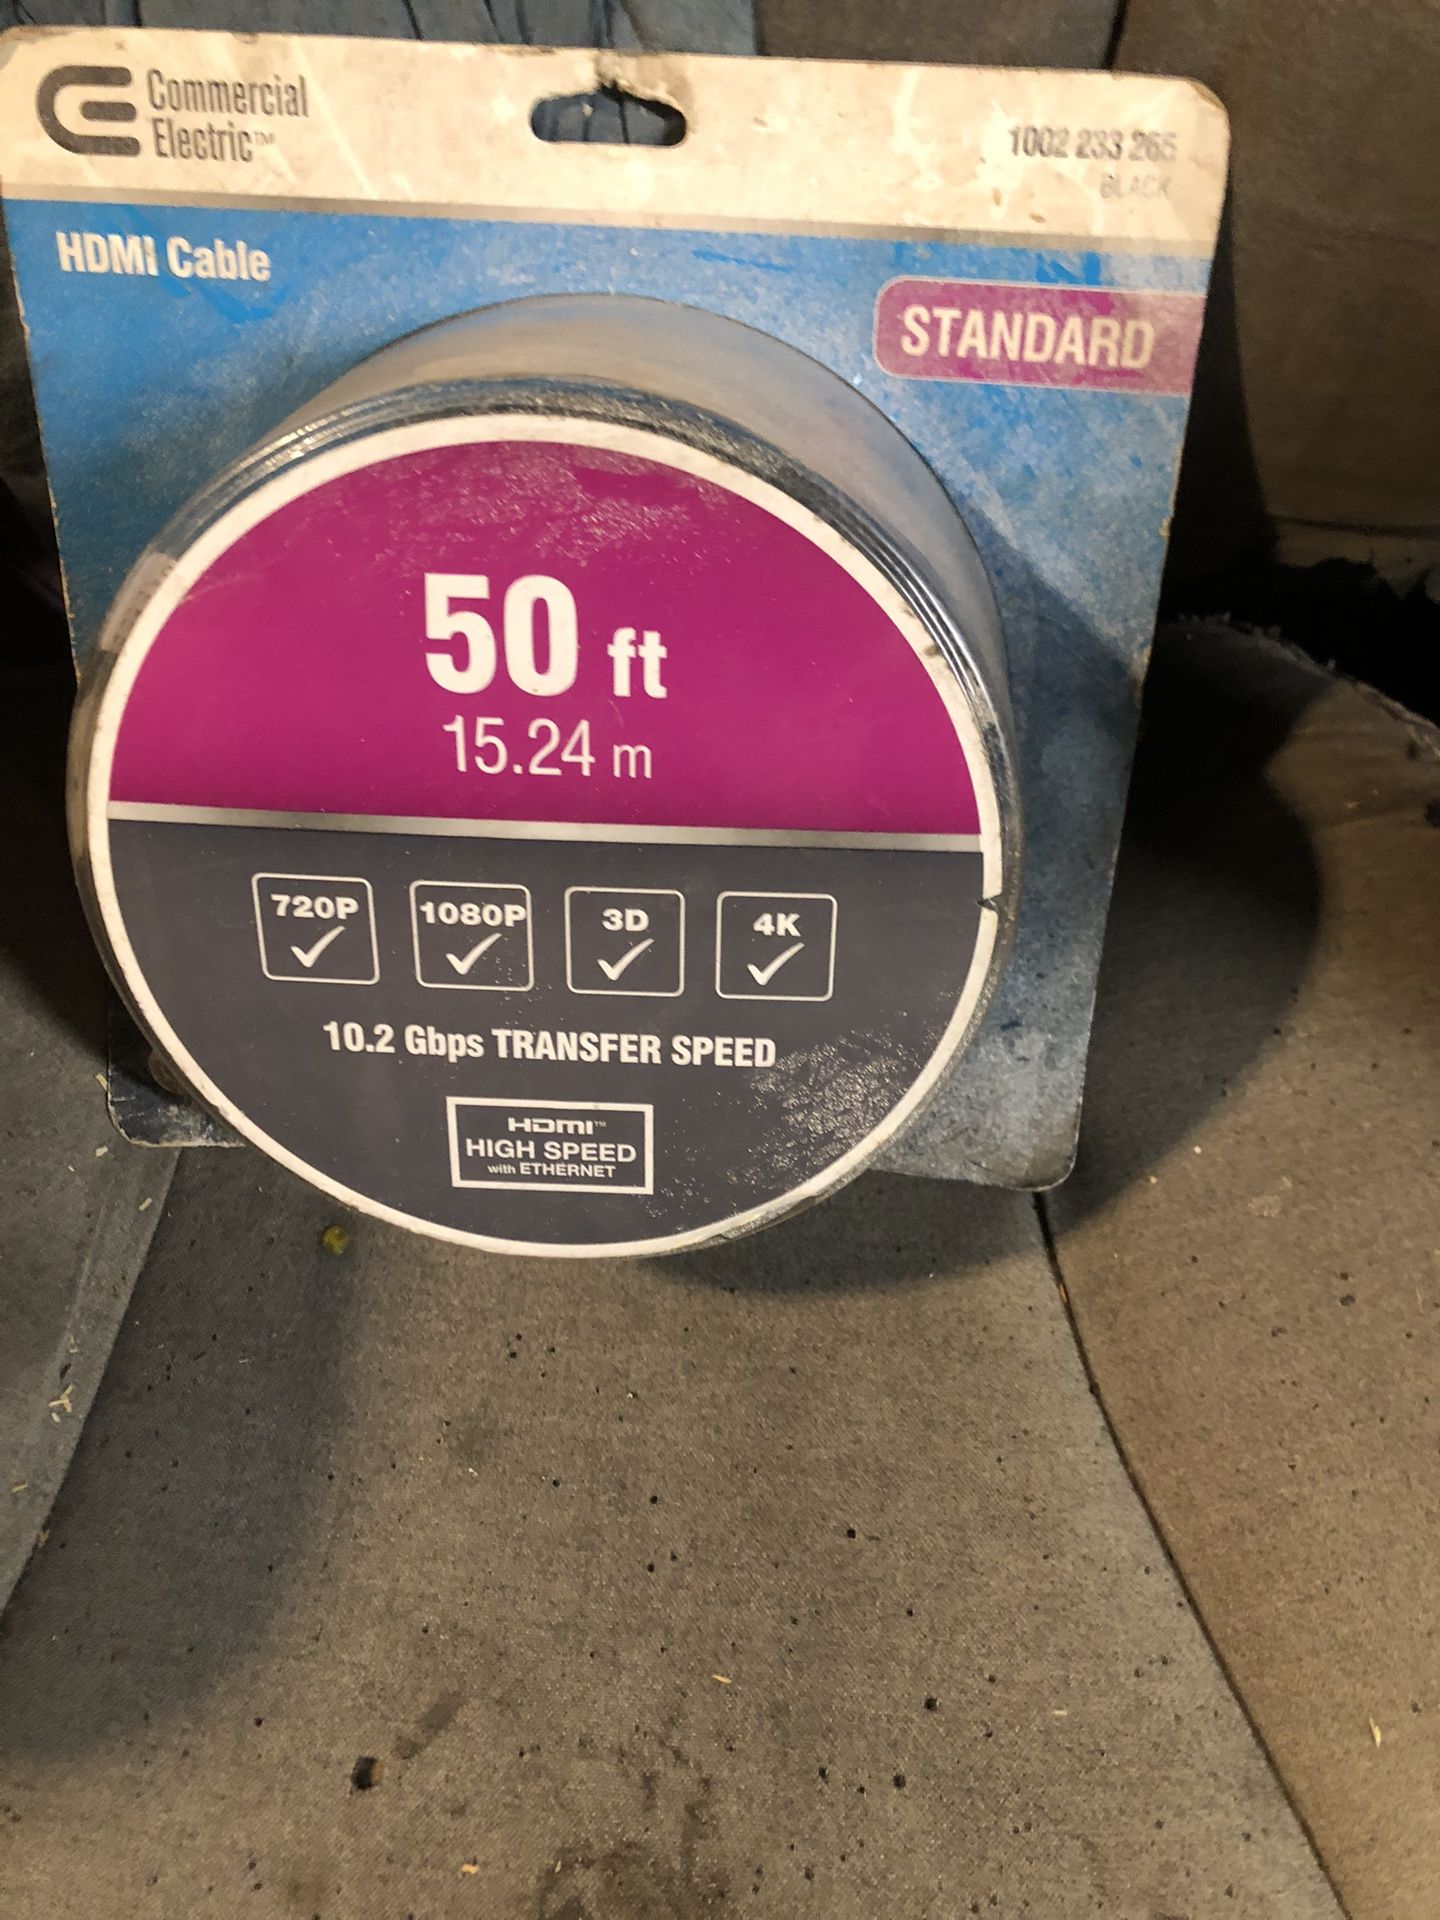 Commercial
Electric™
1002 233 265
BLACK
HDMI Cable
STANDARD
50 ft
15.24 m
720P
1080P
3D
4K
10.2 Gbps TRANSFER SPEED
HDMI™
HIGH SPEED
with ETHERNET